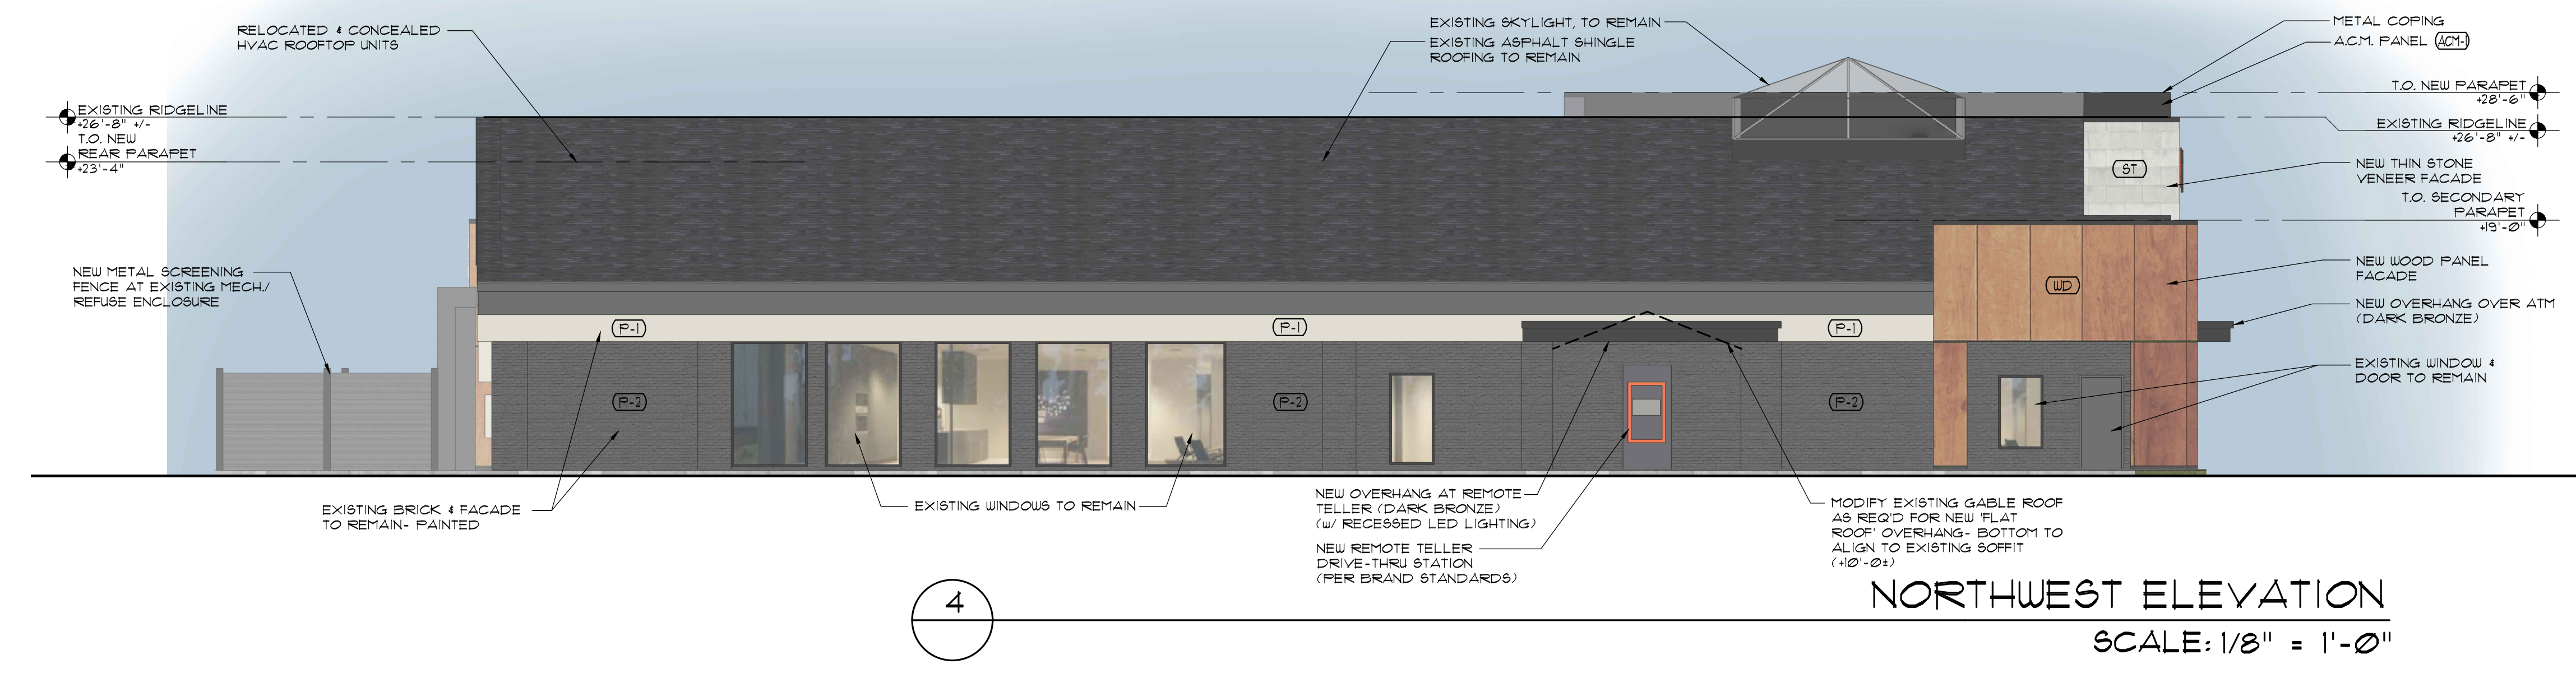 RELOCATED & CONCEALED
HVAC ROOFTOP UNITS
EXISTING SKYLIGHT, TO REMAIN
EXISTING ASPHALT SHINGLE
ROOFING TO REMAIN
METAL COPING
A.C.M. PANEL (ACM-1)
EXISTING RIDGELINE
+26'-8" +/-
T.O. NEW
REAR PARAPET
+23'-4"
T.O. NEW PARAPET
+28'-6"
EXISTING RIDGELINE
+26'-8" +/-
NEW THIN STONE
VENEER FACADE
ST
T.O. SECONDARY
PARAPET
+19'-0"
NEW METAL SCREENING
FENCE AT EXISTING MECH./
REFUSE ENCLOSURE
NEW WOOD PANEL
FACADE
WD
NEW OVERHANG OVER ATM
(DARK BRONZE)
P-1
P-1
P-1
EXISTING WINDOW &
DOOR TO REMAIN
P-2
P-2
P-2
EXISTING BRICK & FACADE
TO REMAIN- PAINTED
EXISTING WINDOWS TO REMAIN
NEW OVERHANG AT REMOTE
TELLER (DARK BRONZE)
(w/ RECESSED LED LIGHTING)
NEW REMOTE TELLER
DRIVE-THRU STATION
(PER BRAND STANDARDS)
MODIFY EXISTING GABLE ROOF
AS REQ'D FOR NEW 'FLAT
ROOF' OVERHANG- BOTTOM TO
ALIGN TO EXISTING SOFFIT
(+10'-0±)
4
NORTHWEST ELEVATION
SCALE: 1/8" = 1'-0"